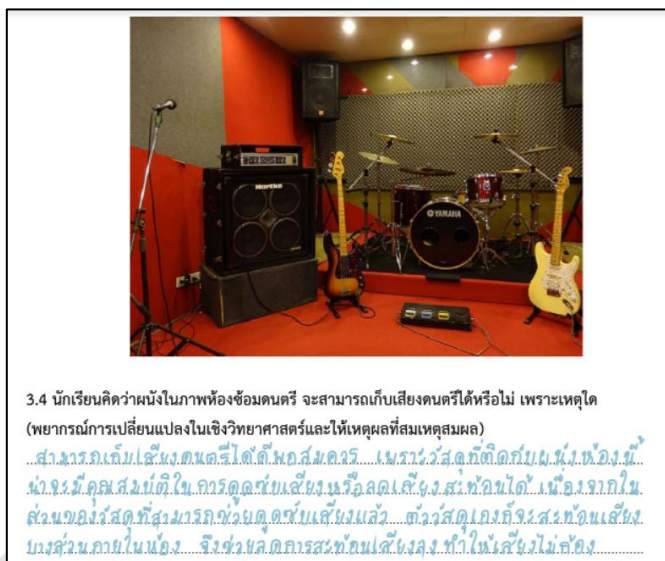 Hartke
YAMAHA
3.4 นักเรียนคิดว่าผนังในภาพห้องซ้อมดนตรี จะสามารถเก็บเสียงดนตรีได้หรือไม่ เพราะเหตุใด
(พยากรณ์การเปลี่ยนแปลงในเชิงวิทยาศาสตร์และให้เหตุผลที่สมเหตุสมผล)
สามารถเก็บเสียงดนตรีได้ดีพอสมควร เพราะวัสดุที่ติดกับผนังห้องนี้
น่าจะมีคุณสมบัติในการดูดซับเสียงหรือลดเสียงสะท้อนได้ เนื่องจากใน
ส่วนของวัสดุที่สามารถช่วยดูดซับเสียงแล้ว ตัววัสดุเองก็จะสะท้อนเสียง
บางส่วนภายในห้อง จึงช่วยลดการสะท้อนเสียงลง ทำให้เสียงไม่ก้อง